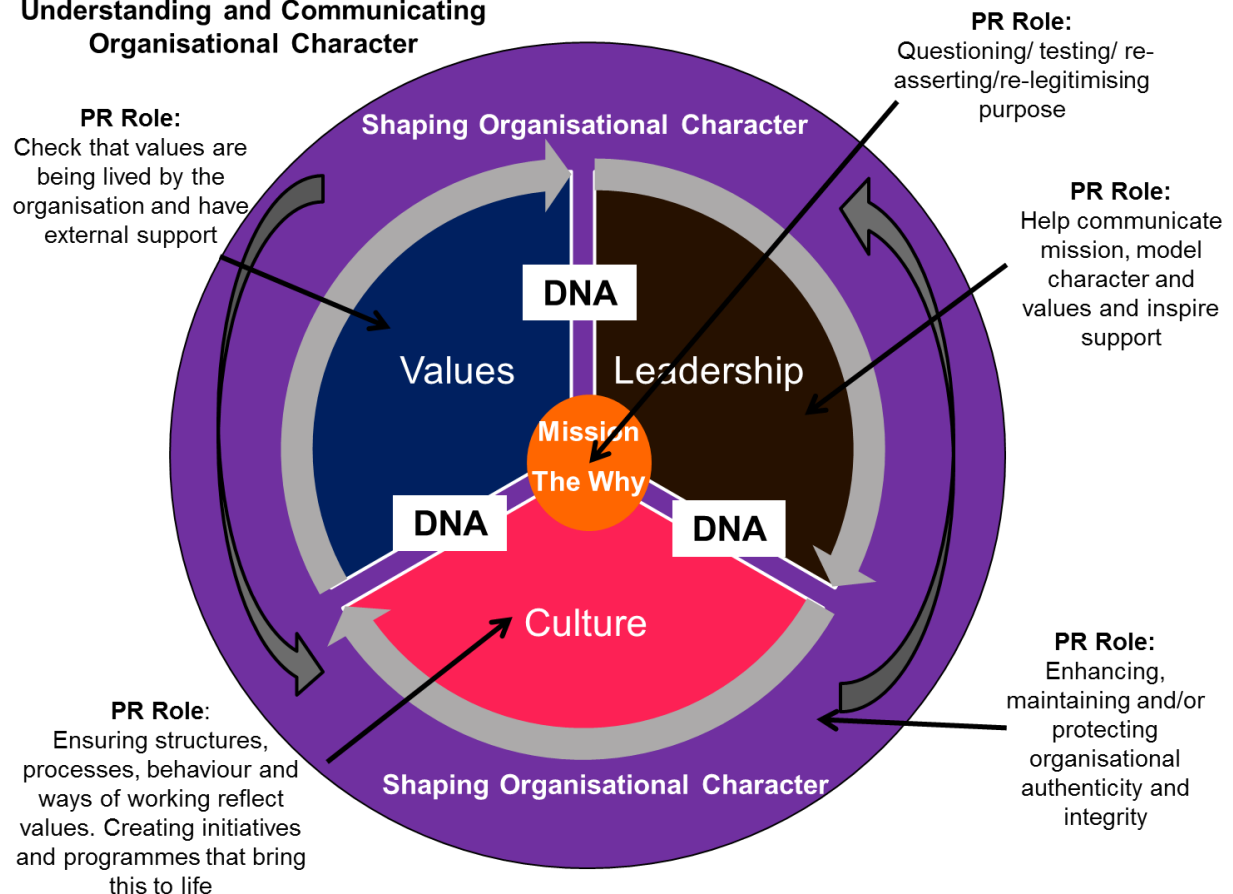 Understanding and Communicating
Organisational Character
PR Role:
Questioning/ testing/ re-
asserting/re-legitimising
purpose
PR Role:
Check that values are
being lived by the
organisation and have
external support
Shaping Organisational Character
PR Role:
Help communicate
mission, model
character and
values and inspire
support
DNA
Values
Leadership
Mission
The Why
DNA
DNA
Culture
PR Role:
Enhancing,
maintaining and/or
protecting
organisational
authenticity and
integrity
PR Role:
Ensuring structures,
processes, behaviour and
ways of working reflect
values. Creating initiatives
and programmes that bring
this to life
Shaping Organisational Character